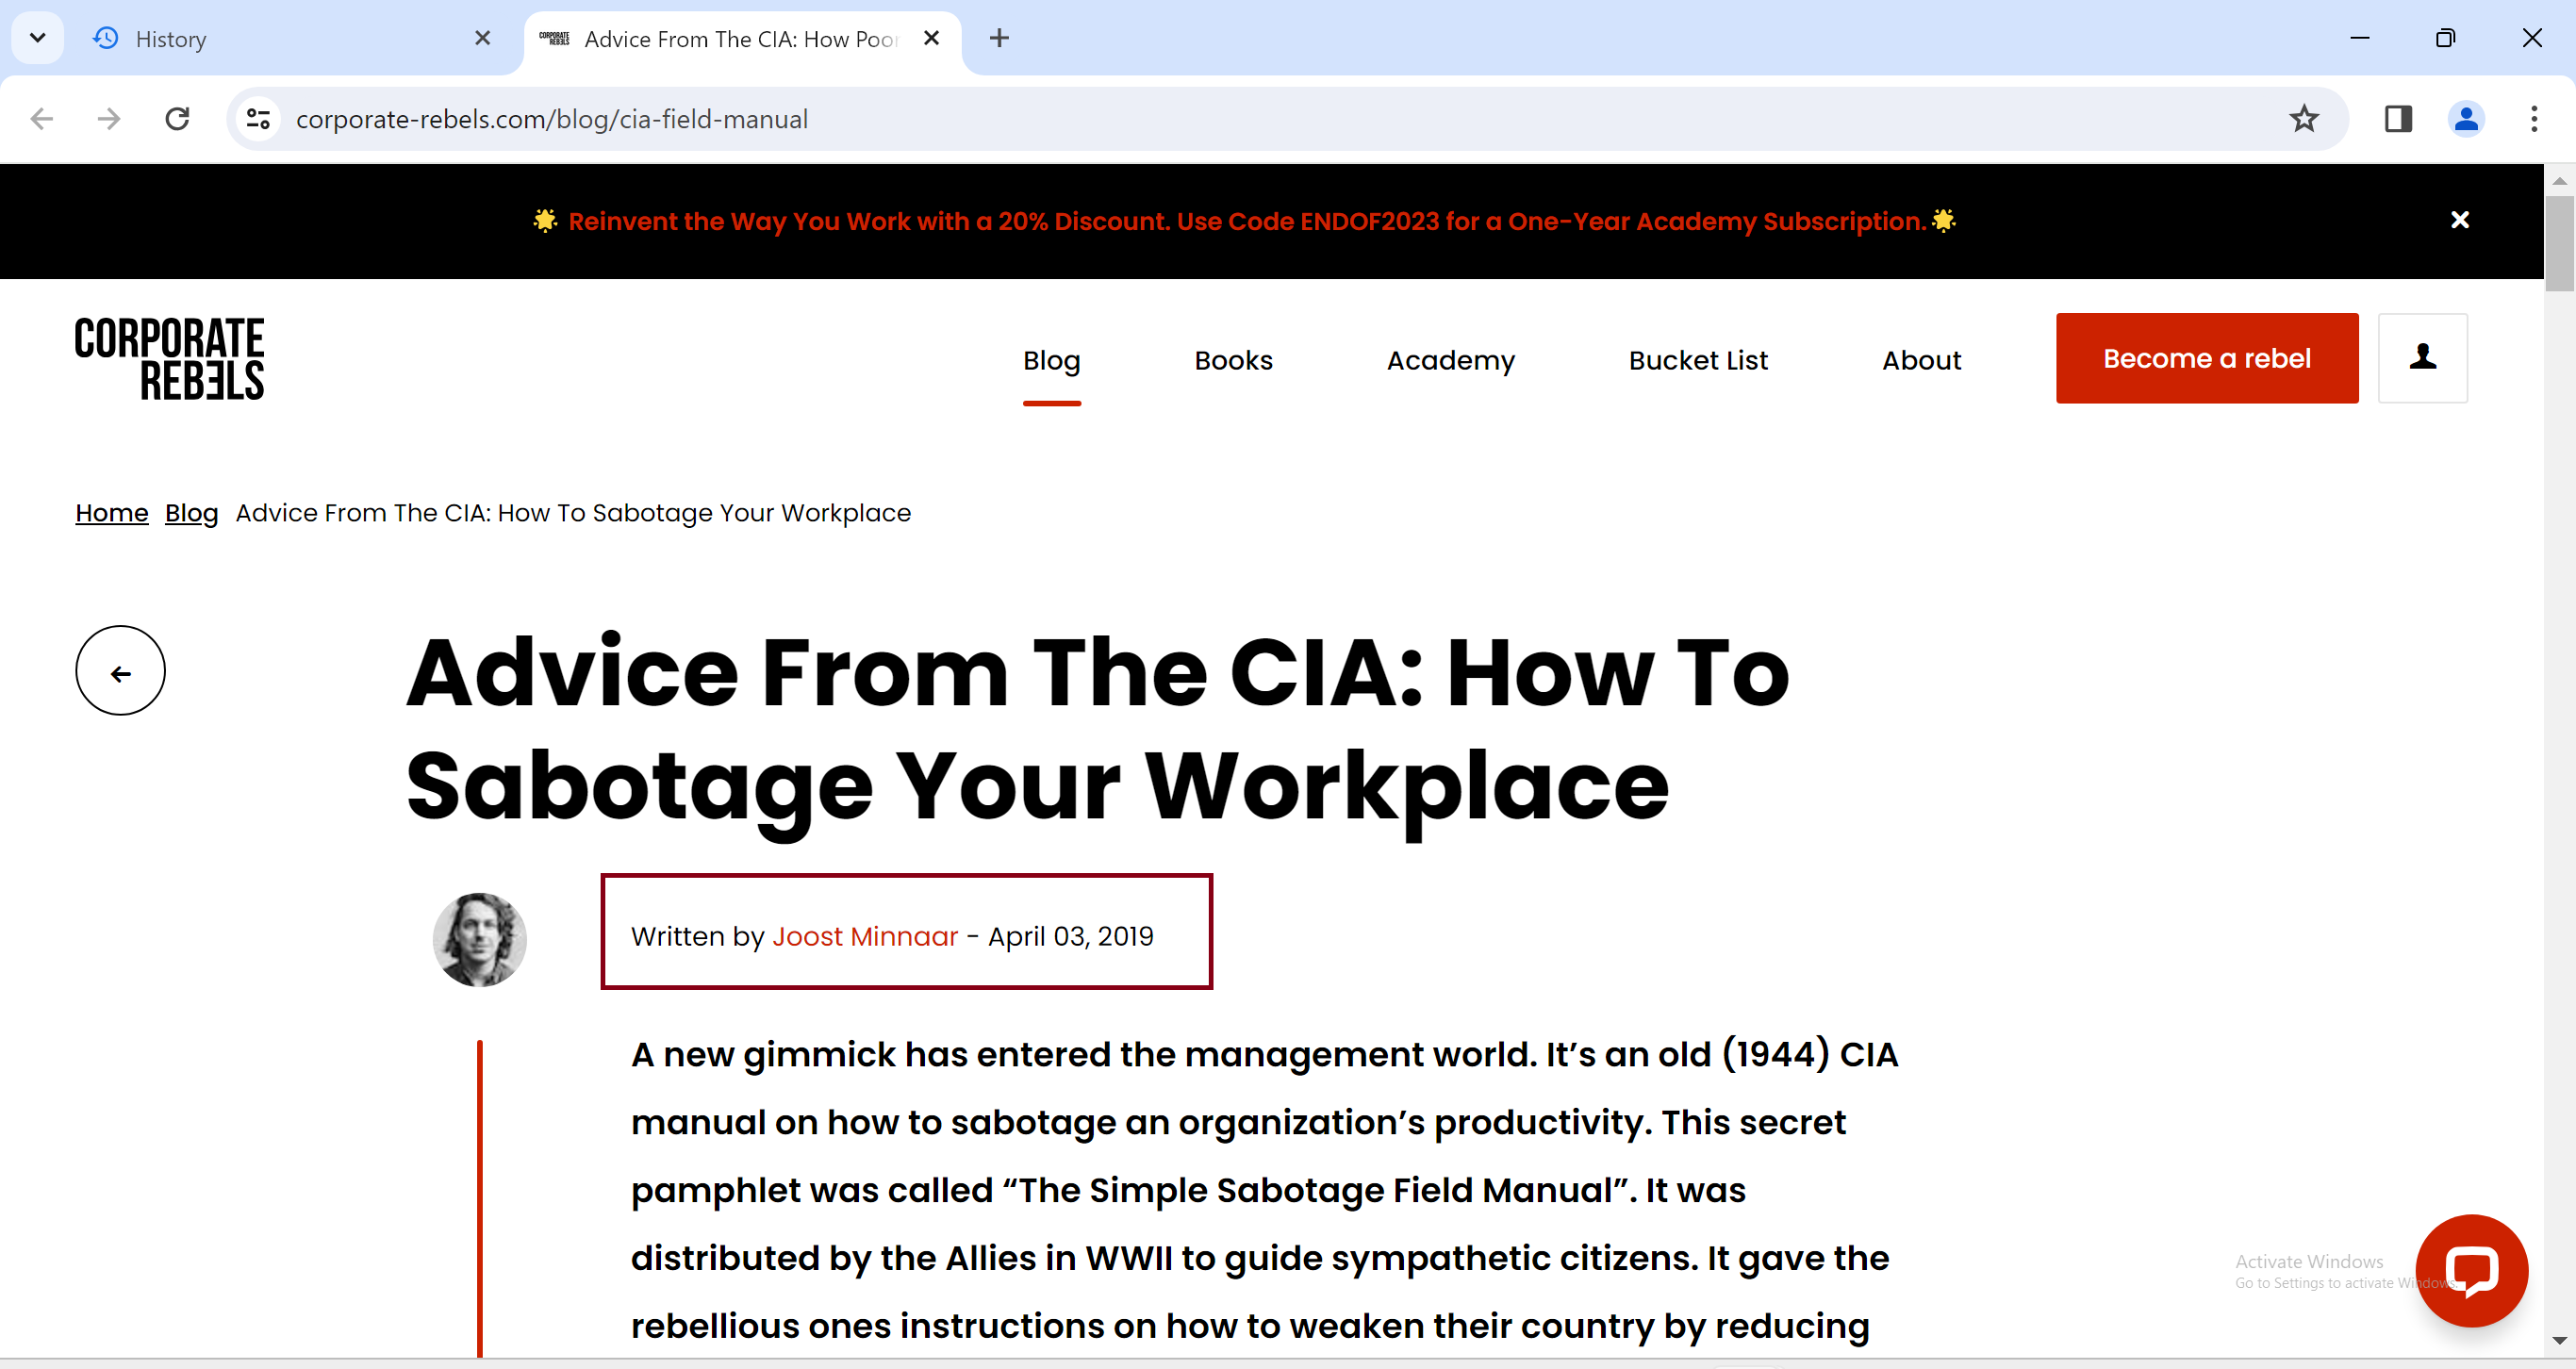 History
Advice From The CIA: How Poor
corporate-rebels.com/blog/cia-field-manual
Reinvent the Way You Work with a 20% Discount. Use Code ENDOF2023 for a One-Year Academy Subscription.
CORPORATE
REBELS
Blog
Books
Academy
Bucket List
About
Become a rebel
Home Blog Advice From The CIA: How To Sabotage Your Workplace
Advice From The CIA: How To
Sabotage Your Workplace
Written by Joost Minnaar - April 03, 2019
A new gimmick has entered the management world. It’s an old (1944) CIA
manual on how to sabotage an organization’s productivity. This secret
pamphlet was called “The Simple Sabotage Field Manual”. It was
distributed by the Allies in WWII to guide sympathetic citizens. It gave the
rebellious ones instructions on how to weaken their country by reducing
Activate Windows
Go to Settings to activate Windows.